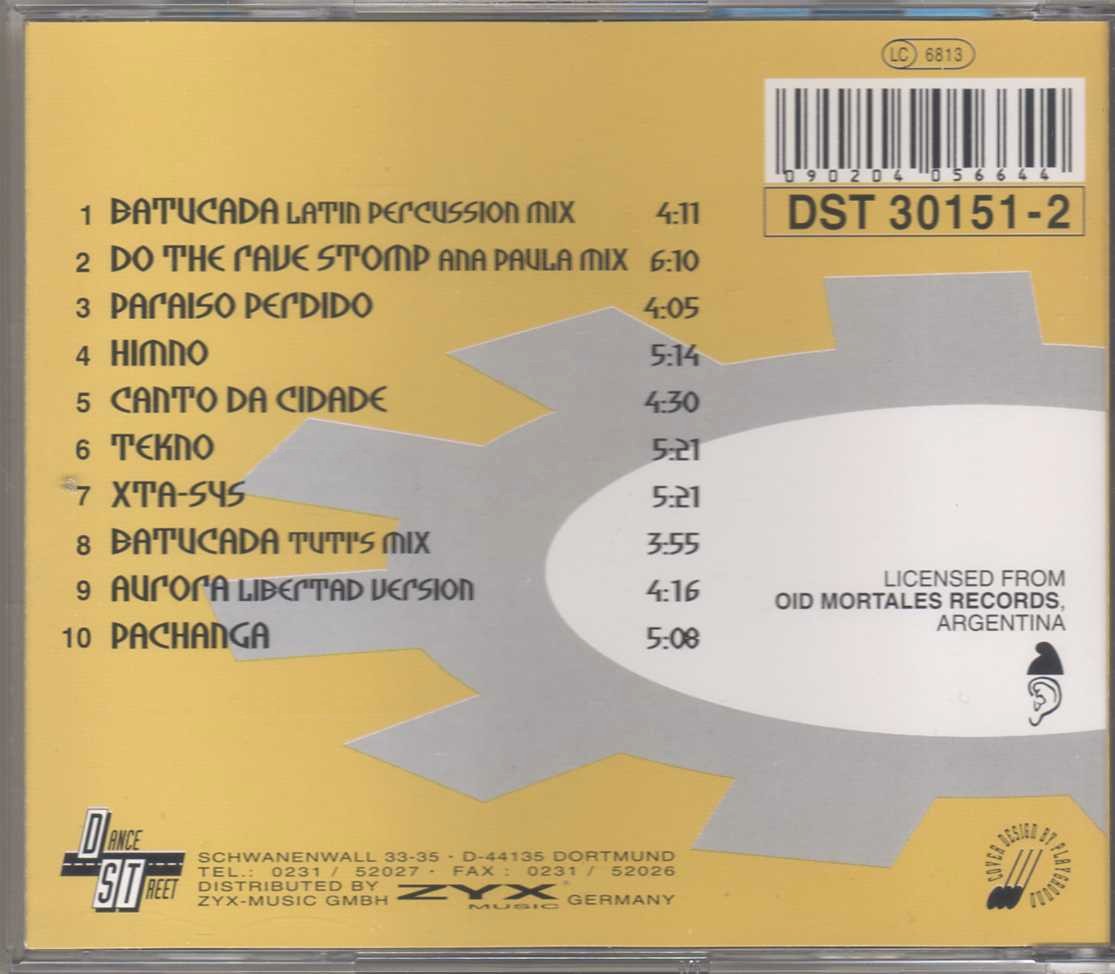 LC 6813
090204 056644
DST 30151-2
1 BATUCADA LATIN PERCUSSION MIX 4:11
2 DO THE RAVE STOMP ANA PAULA MIX 6:10
3 PARAISO PERDIDO 4:05
4 HIMNO 5:14
5 CANTO DA CIDADE 4:30
6 TEKNO 5:21
7 XTA-SYS 5:21
8 BATUCADA TUTI'S MIX 3:55
9 AURORA LIBERTAD VERSION 4:16
10 PACHANGA 5:08
LICENSED FROM
OID MORTALES RECORDS,
ARGENTINA
DANCE
STREET
SCHWANENWALL 33-35 · D-44135 DORTMUND
TEL.: 0231 / 52027 · FAX : 0231 / 52026
DISTRIBUTED BY
ZYX-MUSIC GMBH ZYX MUSIC ® GERMANY
COVER DESIGN BY PLAYGROUND